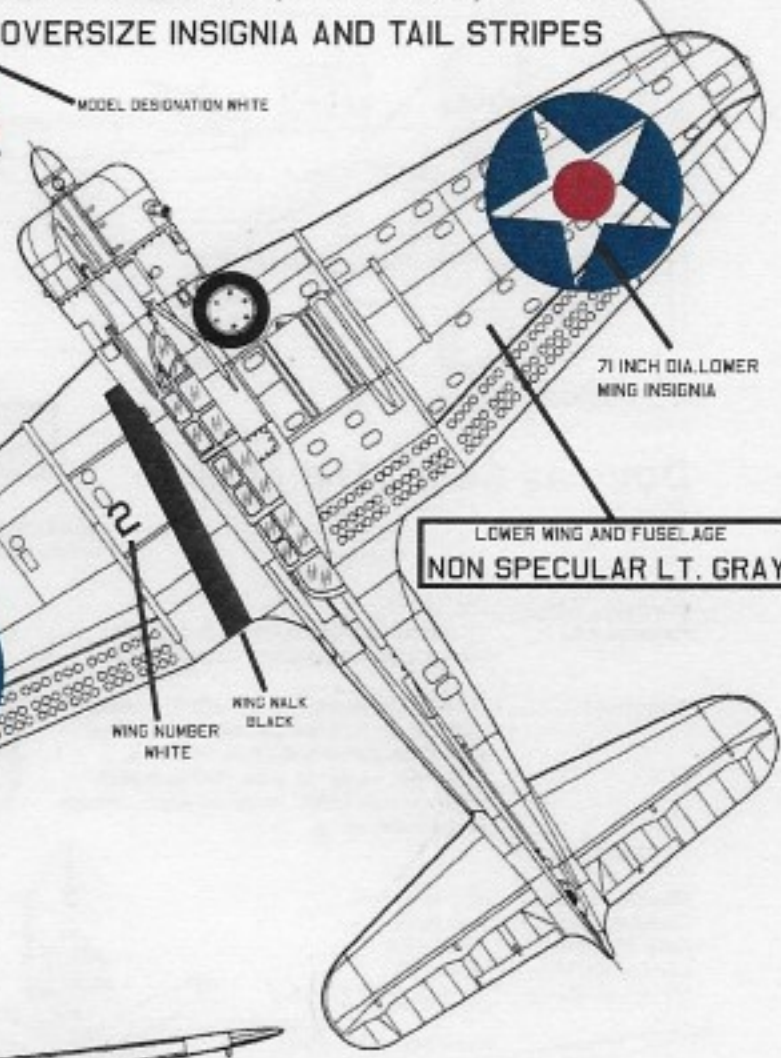 OVERSIZE INSIGNIA AND TAIL STRIPES
MODEL DESIGNATION WHITE
71 INCH DIA.LOWER
WING INSIGNIA
LOWER WING AND FUSELAGE
NON SPECULAR LT. GRAY
2
WING WALK
BLACK
WING NUMBER
WHITE